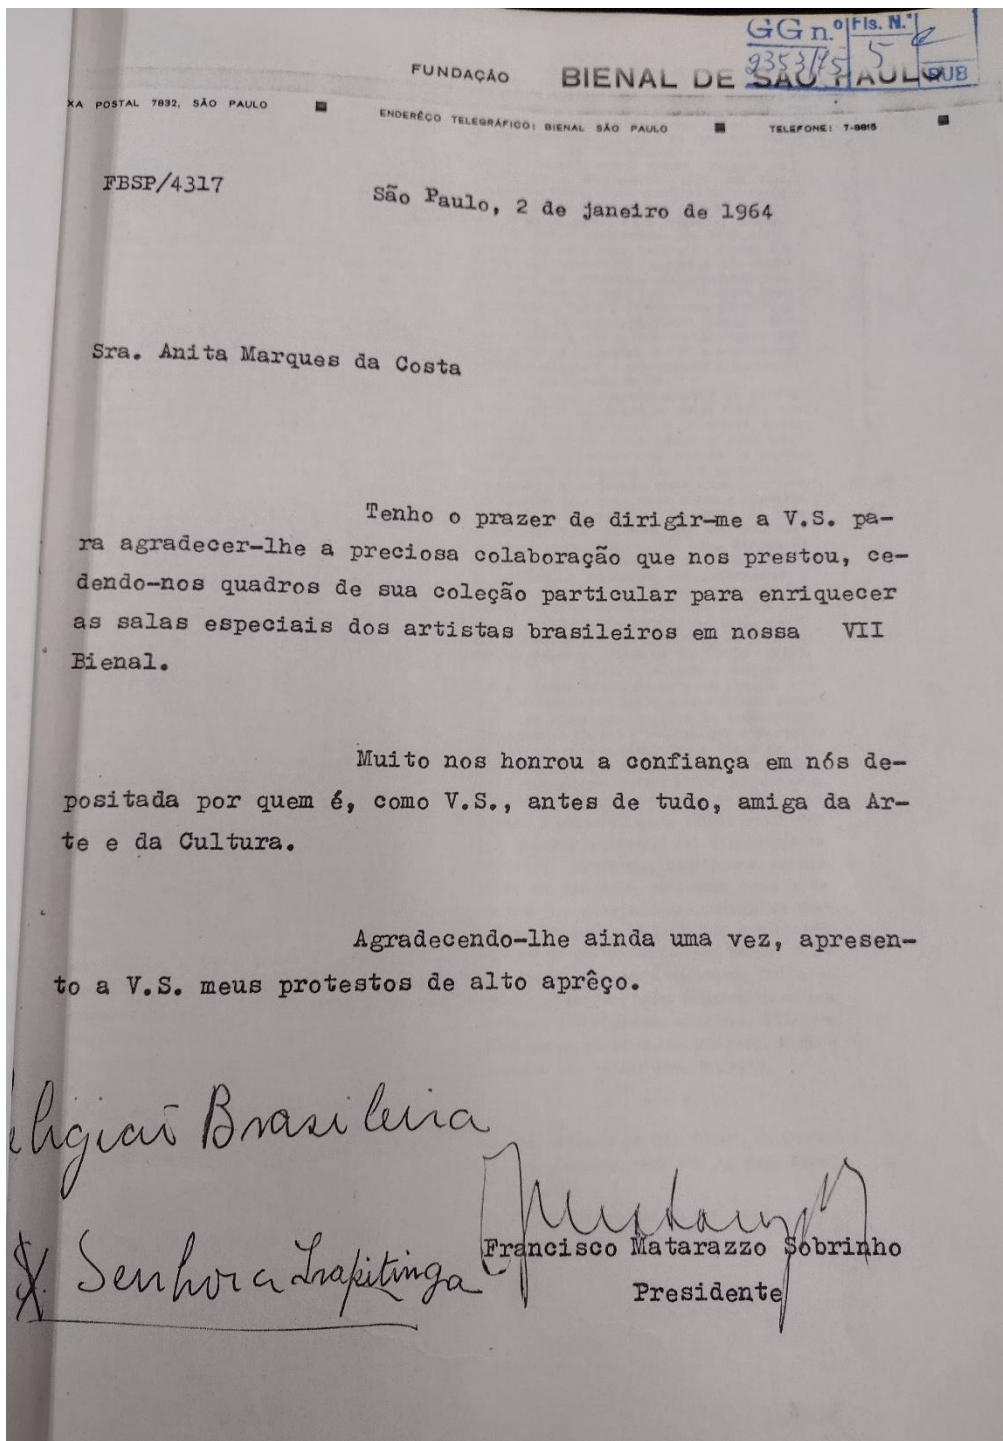 GG n.º Fls. N.º
9353/75 5
RUB
FUNDAÇÃO BIENAL DE SÃO PAULO
XA POSTAL 7832, SÃO PAULO ENDERÊÇO TELEGRÁFICO: BIENAL SÃO PAULO TELEFONE: 7-9815
FBSP/4317 São Paulo, 2 de janeiro de 1964
Sra. Anita Marques da Costa
Tenho o prazer de dirigir-me a V.S. pa-
ra agradecer-lhe a preciosa colaboração que nos prestou, ce-
dendo-nos quadros de sua coleção particular para enriquecer
as salas especiais dos artistas brasileiros em nossa VII
Bienal.
Muito nos honrou a confiança em nós de-
positada por quem é, como V.S., antes de tudo, amiga da Ar-
te e da Cultura.
Agradecendo-lhe ainda uma vez, apresen-
to a V.S. meus protestos de alto aprêço.
eligiaõ Brasileira
Senhora Irapitinga
Francisco Matarazzo Sobrinho
Presidente